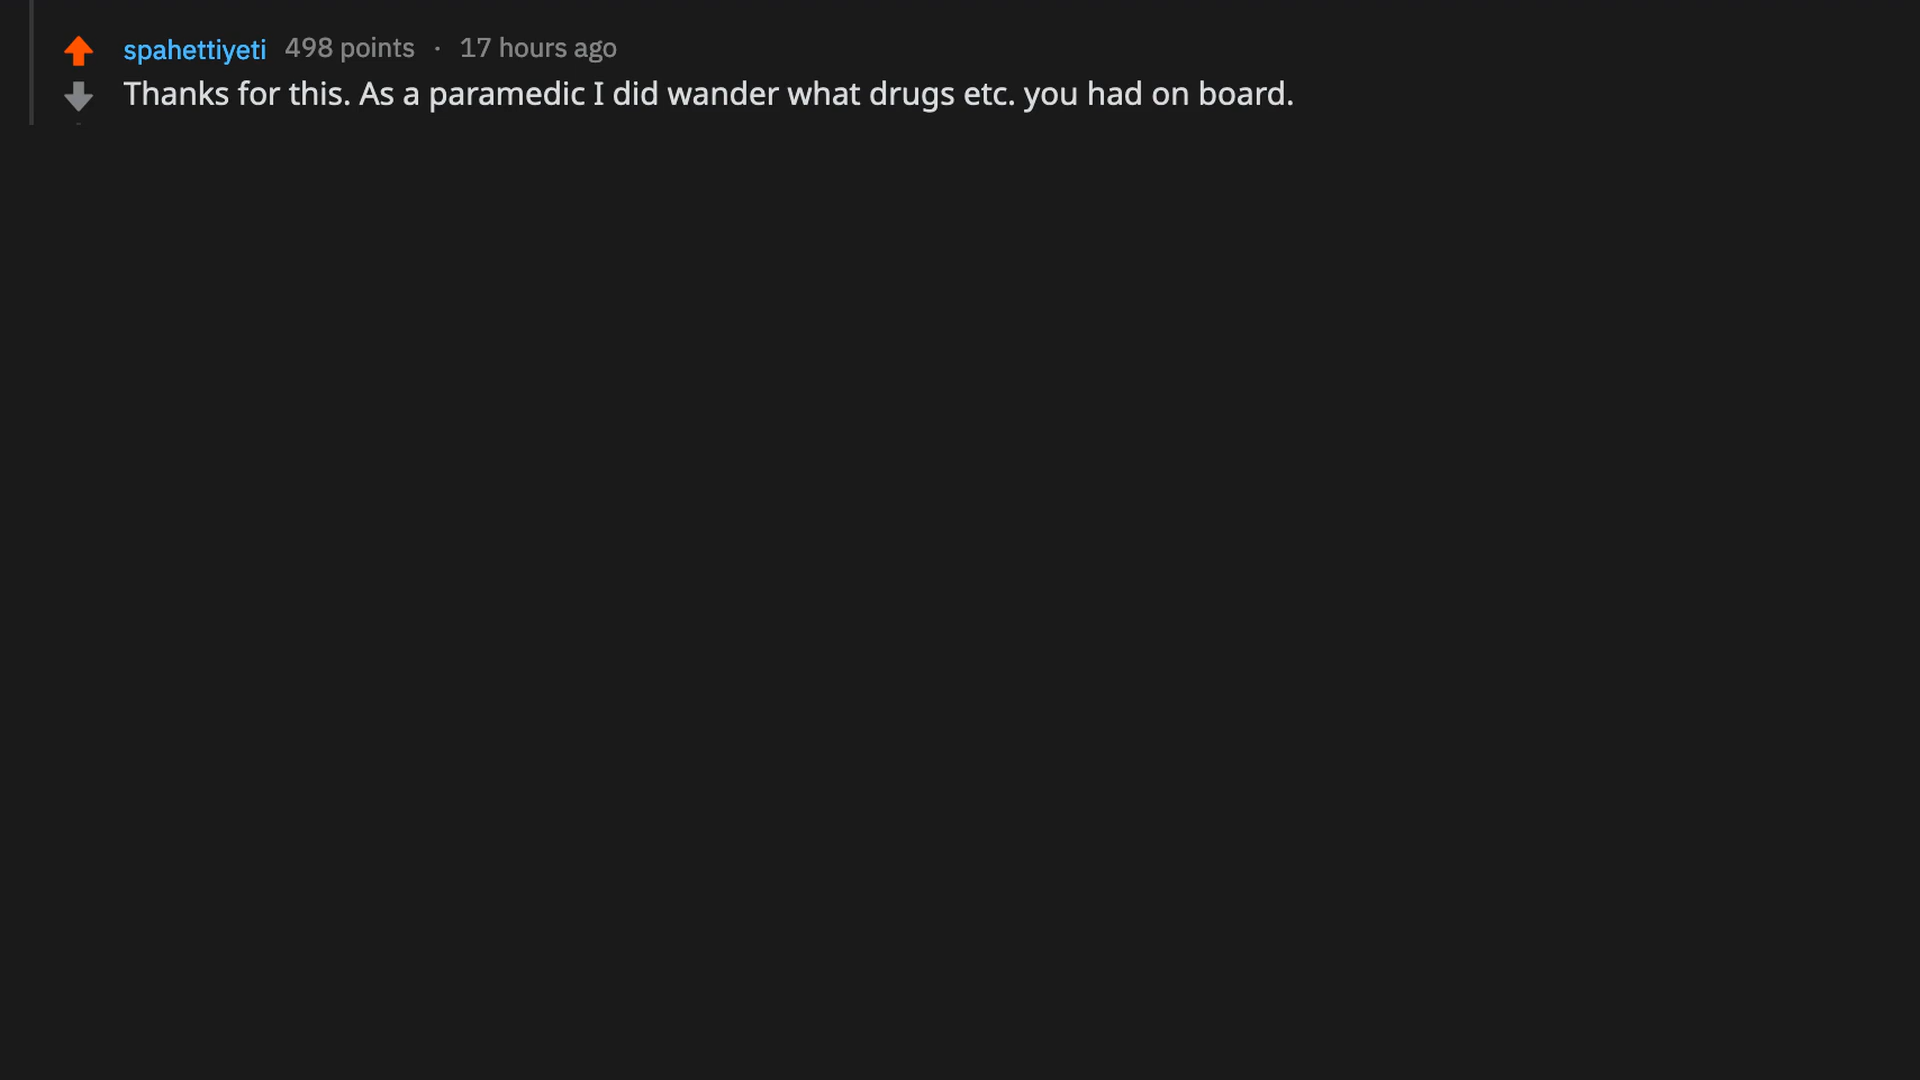 spahettiyeti 498 points · 17 hours ago
Thanks for this. As a paramedic I did wander what drugs etc. you had on board.